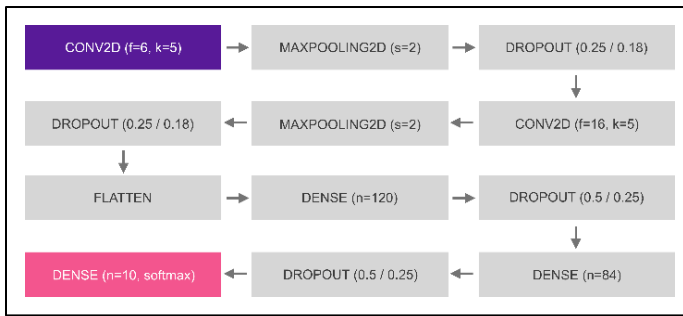 CONV2D (f=6, k=5)
MAXPOOLING2D (s=2)
DROPOUT (0.25 / 0.18)
CONV2D (f=16, k=5)
MAXPOOLING2D (s=2)
DROPOUT (0.25 / 0.18)
FLATTEN
DENSE (n=120)
DROPOUT (0.5 / 0.25)
DENSE (n=84)
DROPOUT (0.5 / 0.25)
DENSE (n=10, softmax)